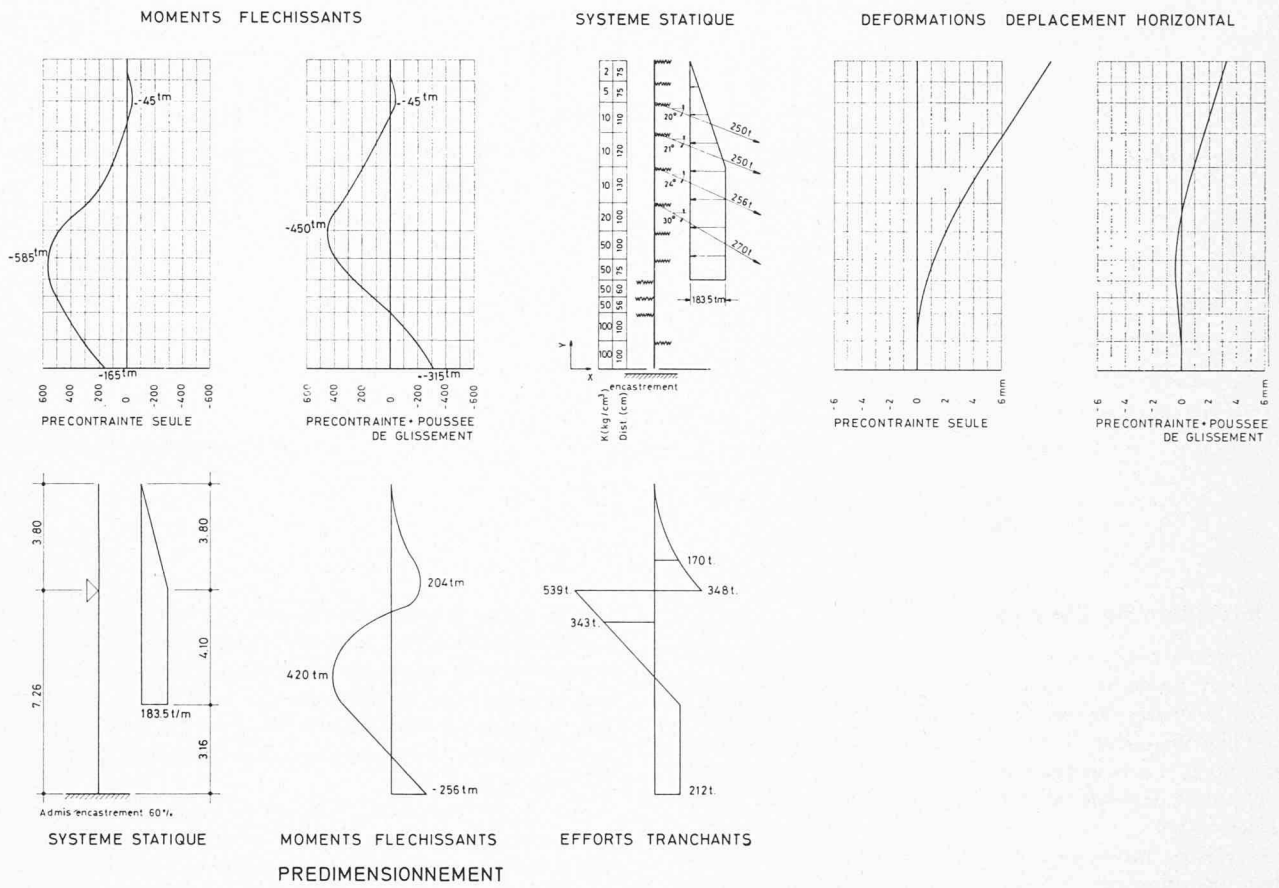 MOMENTS FLECHISSANTS
SYSTEME STATIQUE
DEFORMATIONS DEPLACEMENT HORIZONTAL
-45tm
-585tm
-165tm
600 400 200 0 -200 -400 -600
PRECONTRAINTE SEULE
-45tm
-450tm
-315tm
600 400 200 0 -200 -400 -600
PRECONTRAINTE + POUSSEE
DE GLISSEMENT
2 75
5 75
10 110
10 120
10 130
20 100
50 100
50 75
50 60
50 56
100 100
100 100
K(kg/cm³)
Dist. (cm)
20°
21°
24°
30°
250t
250t
256t
270t
183.5tm
Y
X
encastrement
-6 -4 -2 0 2 4 6mm
PRECONTRAINTE SEULE
-6 -4 -2 0 2 4 6mm
PRECONTRAINTE + POUSSEE
DE GLISSEMENT
3.80
7.26
3.80
4.10
3.16
183.5t/m
Admis encastrement 60%
SYSTEME STATIQUE
204tm
420tm
-256tm
MOMENTS FLECHISSANTS
170t.
539t.
348t.
343t.
212t.
EFFORTS TRANCHANTS
PREDIMENSIONNEMENT